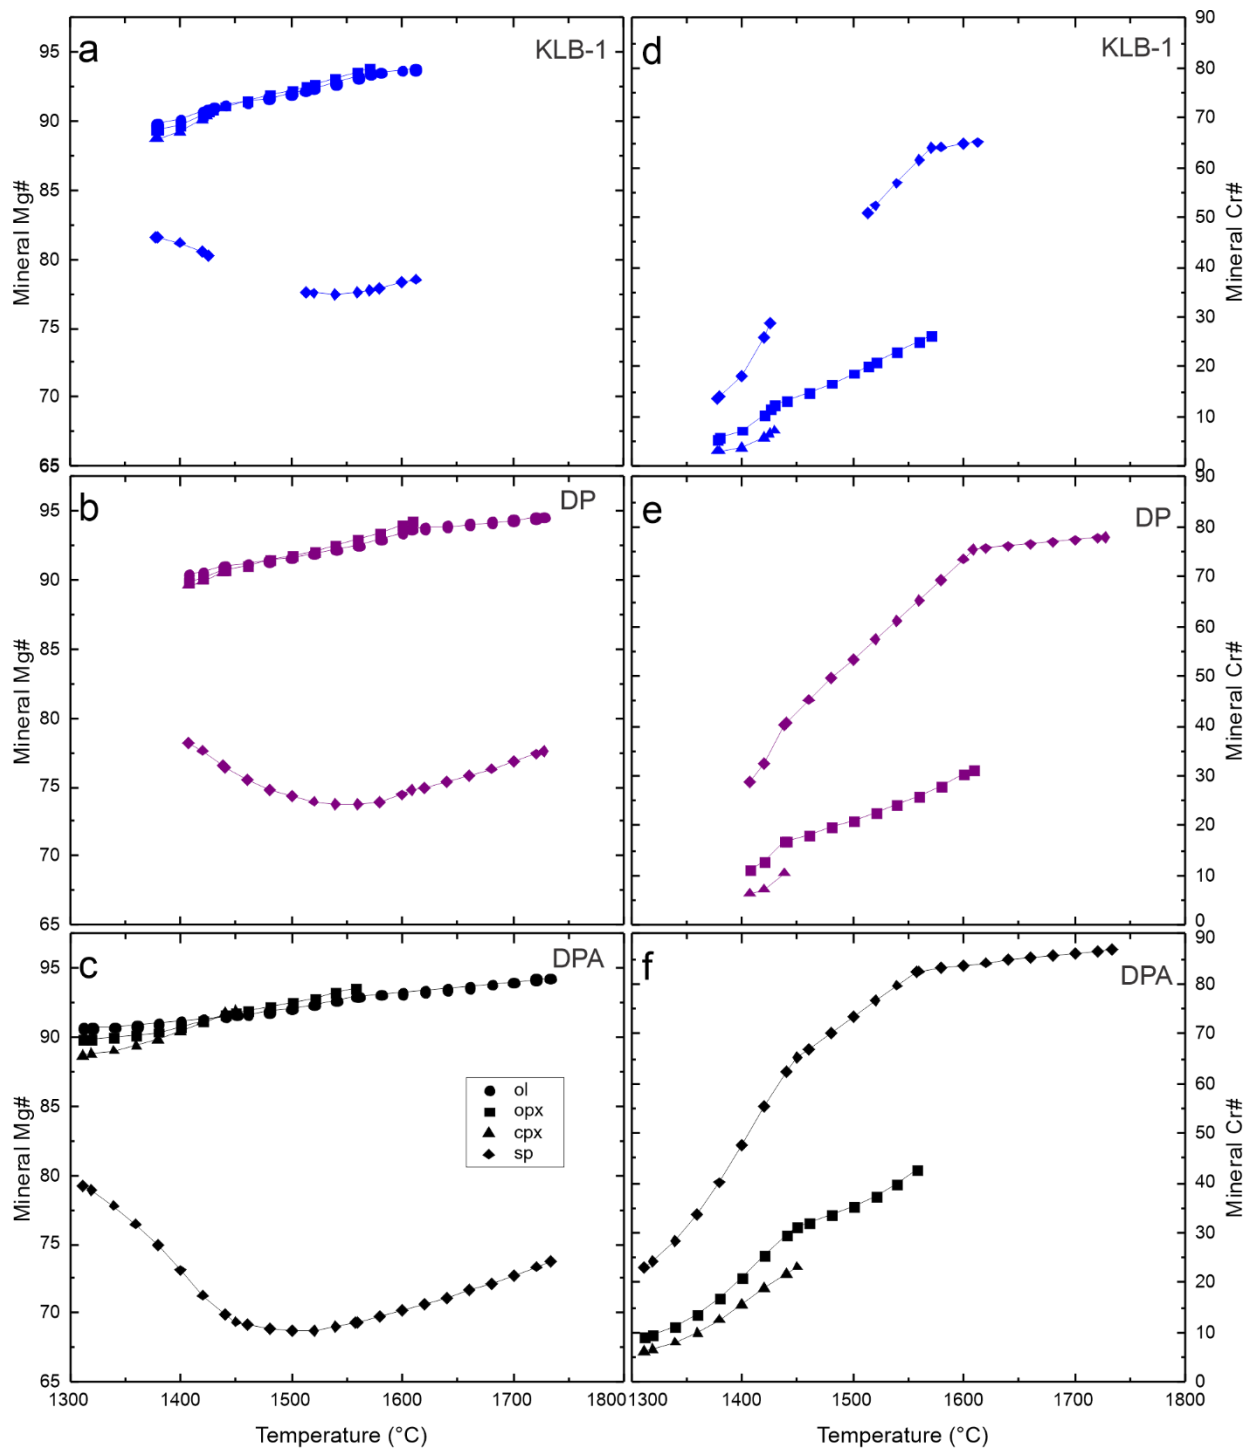 a
KLB-1
95
90
85
80
75
70
65
Mineral Mg#
d
KLB-1
90
80
70
60
50
40
30
20
10
0
Mineral Cr#
b
DP
95
90
85
80
75
70
65
Mineral Mg#
e
DP
90
80
70
60
50
40
30
20
10
0
Mineral Cr#
c
DPA
95
90
85
80
75
70
65
Mineral Mg#
ol
opx
cpx
sp
1300
1400
1500
1600
1700
1800
Temperature (°C)
f
DPA
90
80
70
60
50
40
30
20
10
0
Mineral Cr#
1300
1400
1500
1600
1700
1800
Temperature (°C)